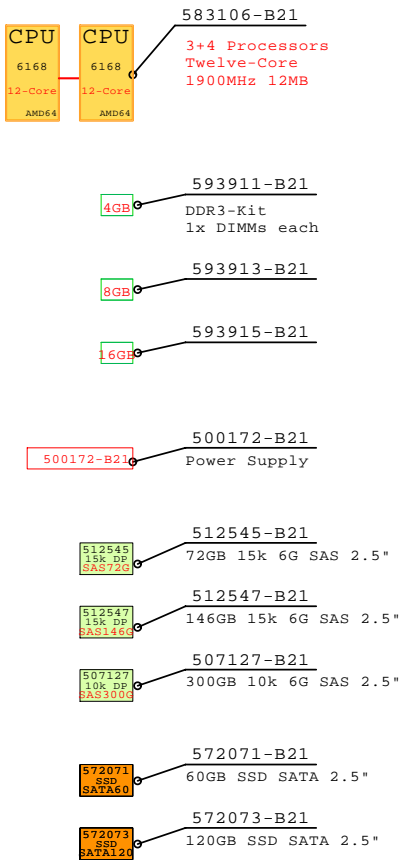 583106-B21
CPU
6168
12-Core
AMD64
CPU
6168
12-Core
AMD64
3+4 Processors
Twelve-Core
1900MHz 12MB
593911-B21
4GB
DDR3-Kit
1x DIMMs each
593913-B21
8GB
593915-B21
16GB
500172-B21
500172-B21
Power Supply
512545-B21
512545
15k DP
SAS72G
72GB 15k 6G SAS 2.5"
512547-B21
512547
15k DP
SAS146G
146GB 15k 6G SAS 2.5"
507127-B21
507127
10k DP
SAS300G
300GB 10k 6G SAS 2.5"
572071-B21
572071
SSD
SATA60
60GB SSD SATA 2.5"
572073-B21
572073
SSD
SATA120
120GB SSD SATA 2.5"